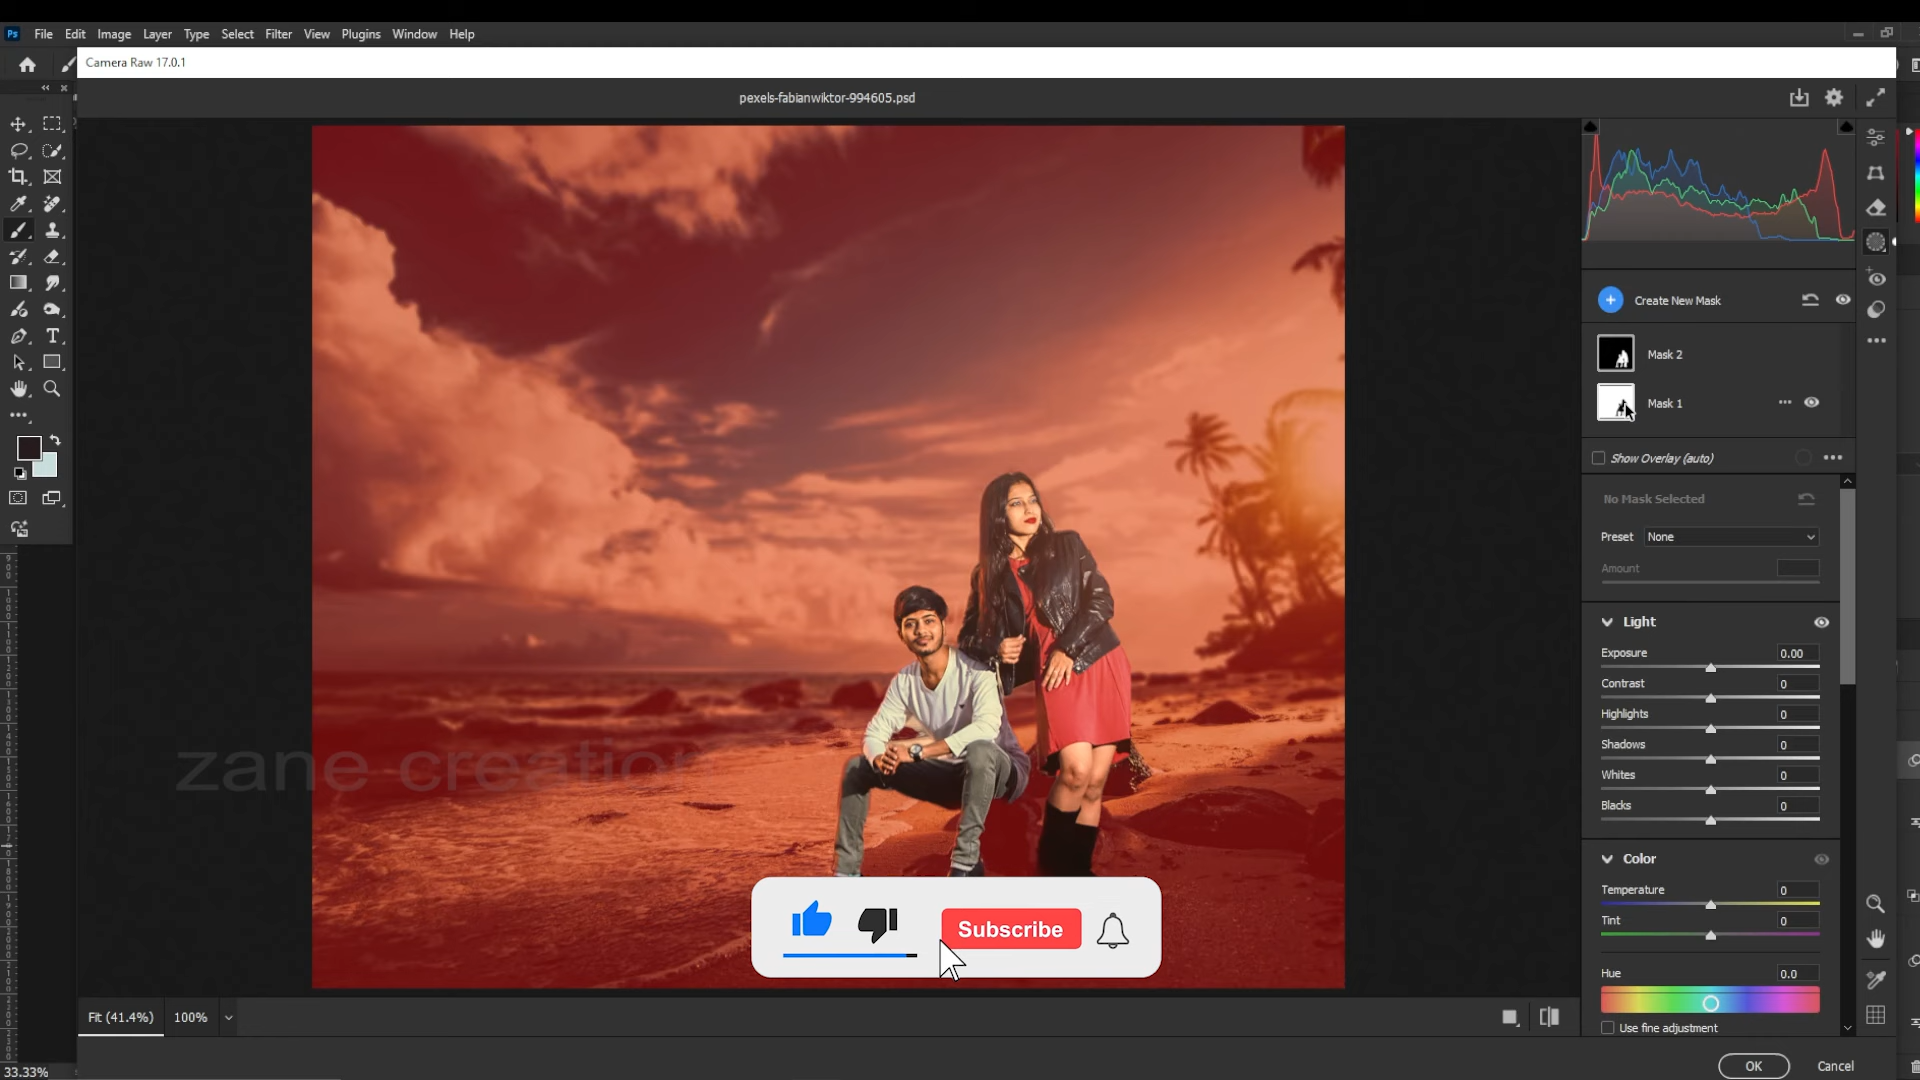 Ps File Edit Image Layer Type Select Filter View Plugins Window Help
Camera Raw 17.0.1
pexels-fabianwiktor-994605.psd
Create New Mask
Mask 2
Mask 1
Show Overlay (auto)
No Mask Selected
Preset None
Amount
Light
Exposure 0.00
Contrast 0
Highlights 0
Shadows 0
Whites 0
Blacks 0
Color
Temperature 0
Tint 0
Hue 0.0
Use fine adjustment
zane creation
Subscribe
Fit (41.4%) 100%
OK Cancel
33.33%